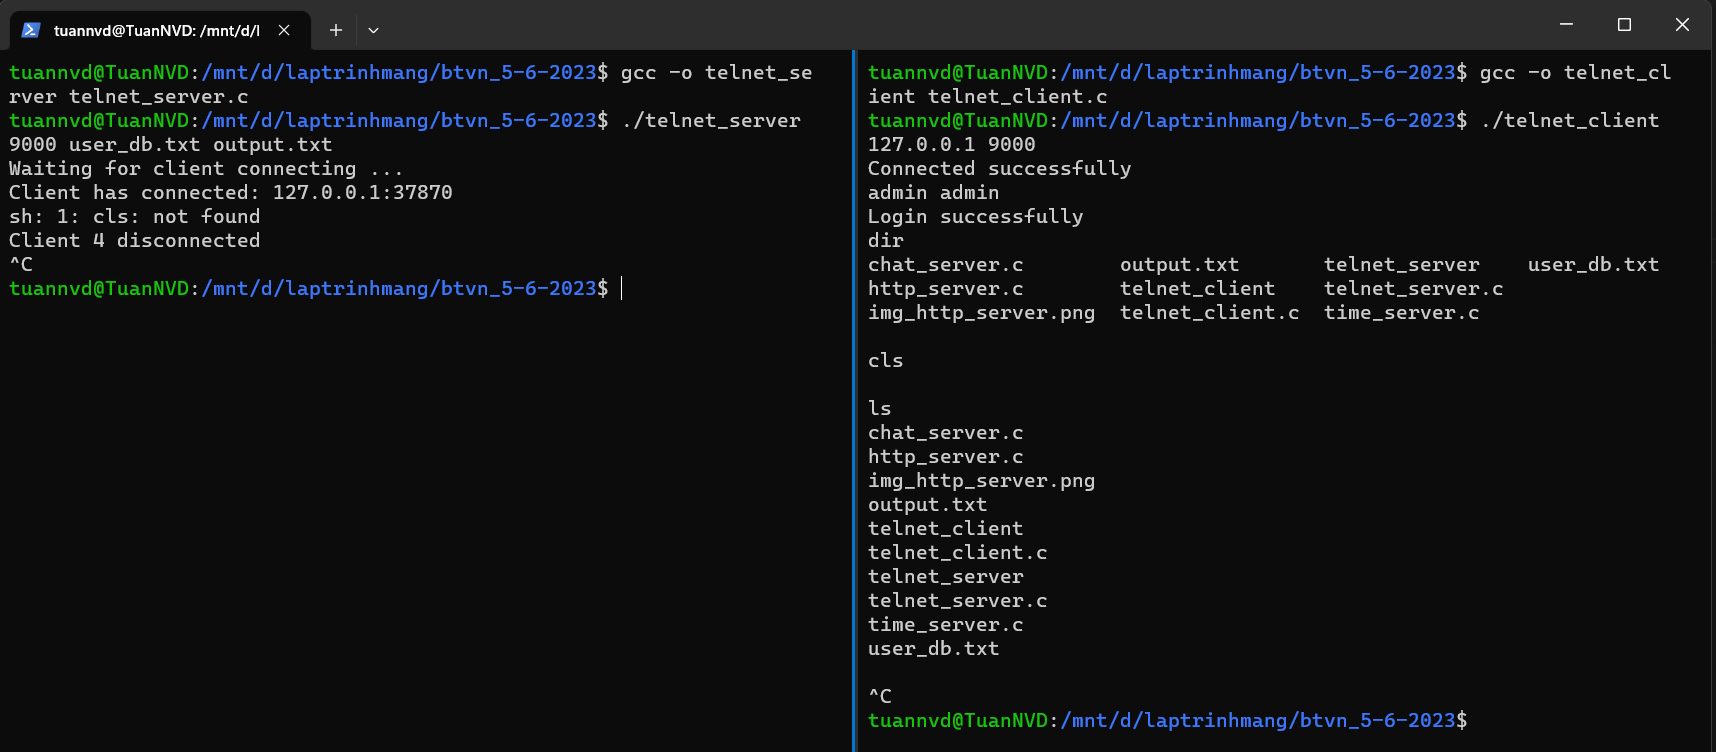 tuannvd@TuanNVD: /mnt/d/l
tuannvd@TuanNVD:/mnt/d/laptrinhmang/btvn_5-6-2023$ gcc -o telnet_se
rver telnet_server.c
tuannvd@TuanNVD:/mnt/d/laptrinhmang/btvn_5-6-2023$ ./telnet_server
9000 user_db.txt output.txt
Waiting for client connecting ...
Client has connected: 127.0.0.1:37870
sh: 1: cls: not found
Client 4 disconnected
^C
tuannvd@TuanNVD:/mnt/d/laptrinhmang/btvn_5-6-2023$
tuannvd@TuanNVD:/mnt/d/laptrinhmang/btvn_5-6-2023$ gcc -o telnet_cl
ient telnet_client.c
tuannvd@TuanNVD:/mnt/d/laptrinhmang/btvn_5-6-2023$ ./telnet_client
127.0.0.1 9000
Connected successfully
admin admin
Login successfully
dir
chat_server.c        output.txt       telnet_server    user_db.txt
http_server.c        telnet_client    telnet_server.c
img_http_server.png  telnet_client.c  time_server.c
cls
ls
chat_server.c
http_server.c
img_http_server.png
output.txt
telnet_client
telnet_client.c
telnet_server
telnet_server.c
time_server.c
user_db.txt
^C
tuannvd@TuanNVD:/mnt/d/laptrinhmang/btvn_5-6-2023$